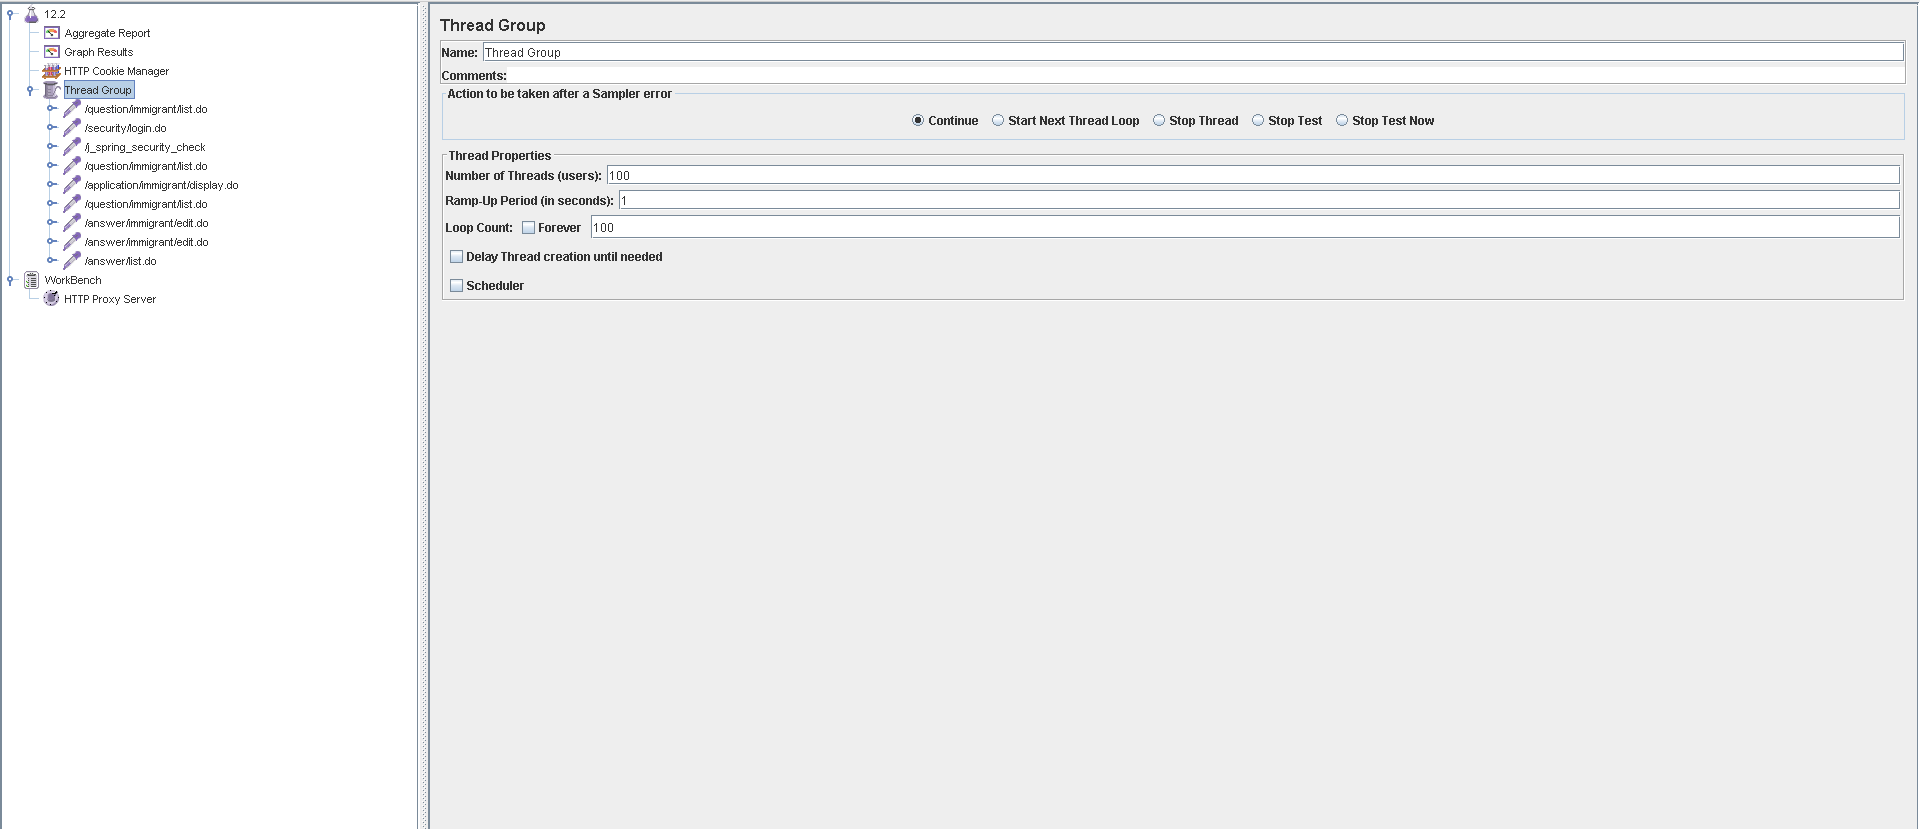 12.2
Aggregate Report
Graph Results
HTTP Cookie Manager
Thread Group
/question/immigrant/list.do
/security/login.do
/j_spring_security_check
/question/immigrant/list.do
/application/immigrant/display.do
/question/immigrant/list.do
/answer/immigrant/edit.do
/answer/immigrant/edit.do
/answer/list.do
WorkBench
HTTP Proxy Server
Thread Group
Name: Thread Group
Comments:
Action to be taken after a Sampler error
Continue Start Next Thread Loop Stop Thread Stop Test Stop Test Now
Thread Properties
Number of Threads (users): 100
Ramp-Up Period (in seconds): 1
Loop Count: Forever 100
Delay Thread creation until needed
Scheduler